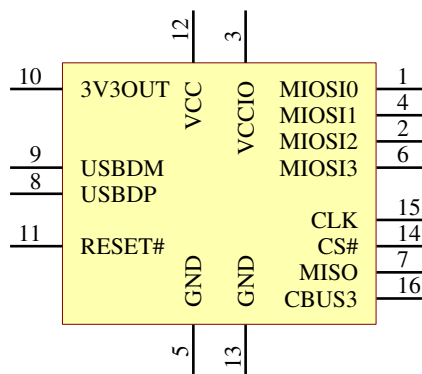 12 3
10 3V3OUT VCC VCCIO MIOSI0 1
MIOSI1 4
MIOSI2 2
9 USBDM MIOSI3 6
8 USBDP
CLK 15
11 RESET# CS# 14
GND GND MISO 7
CBUS3 16
5 13